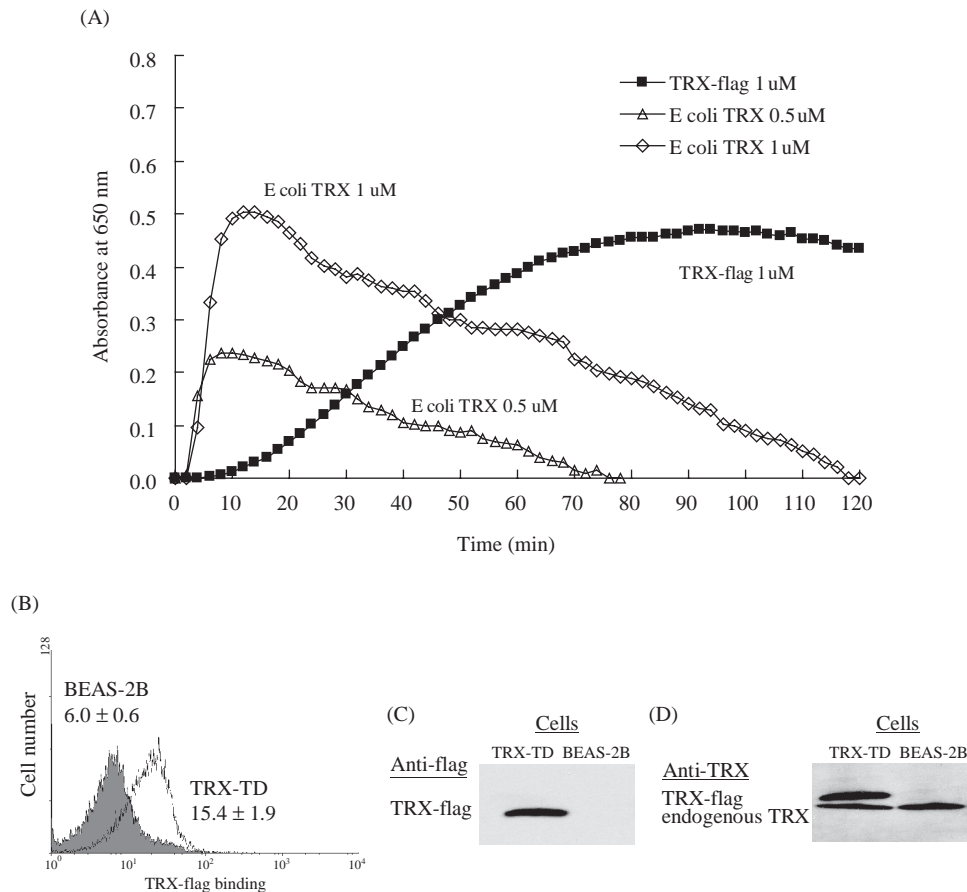 (A)
0.8
0.7
0.6
0.5
0.4
0.3
0.2
0.1
0.0
Absorbance at 650 nm
TRX-flag 1 uM
E coli TRX 0.5 uM
E coli TRX 1 uM
E coli TRX 1 uM
TRX-flag 1 uM
E coli TRX 0.5 uM
0 10 20 30 40 50 60 70 80 90 100 110 120
Time (min)
(B)
128
Cell number
BEAS-2B
6.0 ± 0.6
TRX-TD
15.4 ± 1.9
10⁰ 10¹ 10² 10³ 10⁴
TRX-flag binding
(C)
Cells
TRX-TD BEAS-2B
Anti-flag
TRX-flag
(D)
Cells
TRX-TD BEAS-2B
Anti-TRX
TRX-flag
endogenous TRX